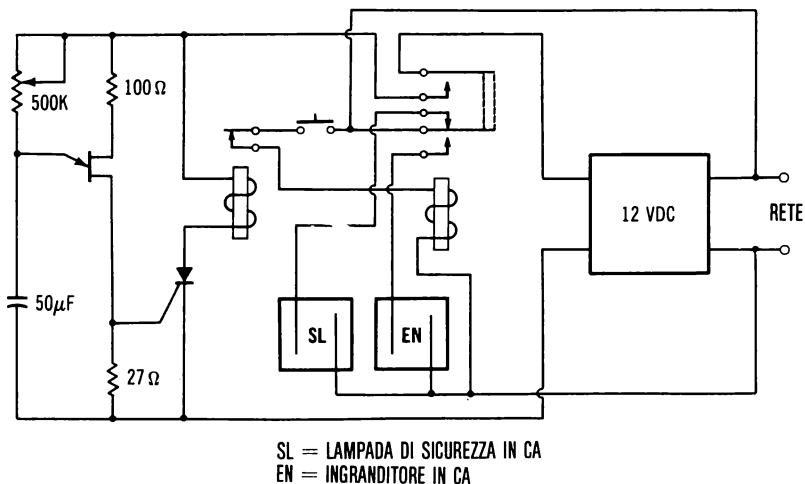 500K
100Ω
12 VDC
RETE
50μF
SL
EN
27Ω
SL = LAMPADA DI SICUREZZA IN CA
EN = INGRANDITORE IN CA